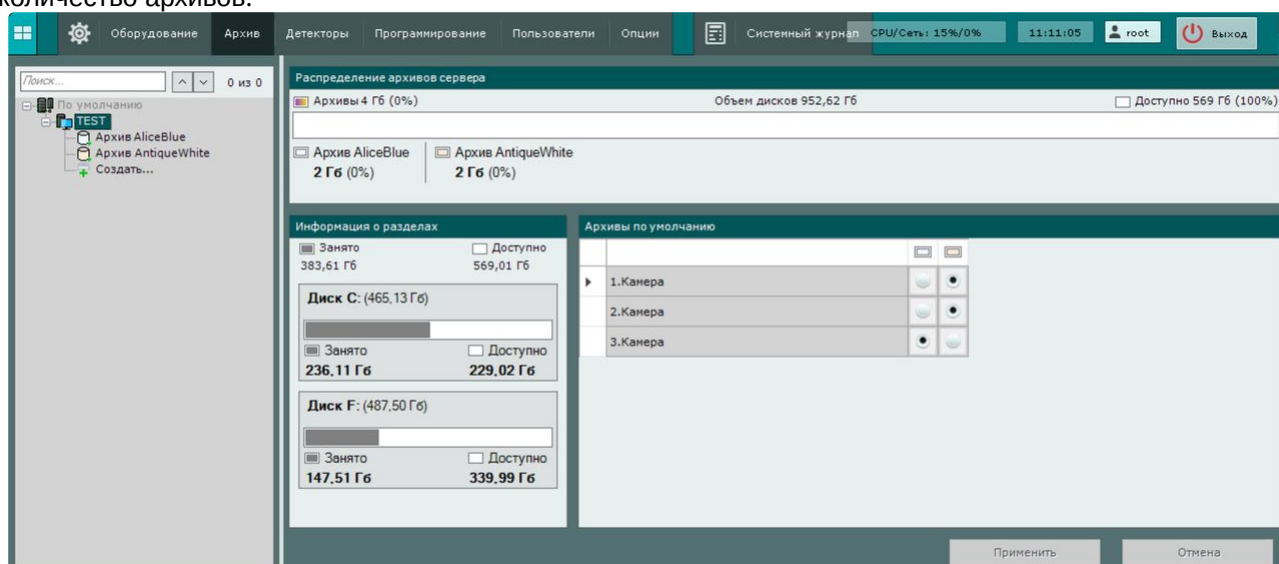 количество архивов.
Оборудование Архив Детекторы Программирование Пользователи Опции Системный журнал CPU/Сеть: 15%/0% 11:11:05 root Выход
Поиск... 0 из 0
По умолчанию
TEST
Архив AliceBlue
Архив AntiqueWhite
Создать...
Распределение архивов сервера
Архивы 4 Гб (0%) Объем дисков 952,62 Гб Доступно 569 Гб (100%)
Архив AliceBlue Архив AntiqueWhite
2 Гб (0%) 2 Гб (0%)
Информация о разделах
Занято Доступно
383,61 Гб 569,01 Гб
Диск C: (465,13 Гб)
Занято Доступно
236,11 Гб 229,02 Гб
Диск F: (487,50 Гб)
Занято Доступно
147,51 Гб 339,99 Гб
Архивы по умолчанию
1.Камера
2.Камера
3.Камера
Применить Отмена